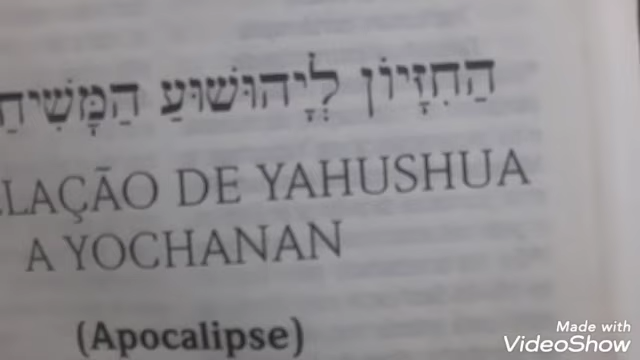 הַחִזָּיוֹן לְיָהוּשׁוּעַ הַמָּשִׁיחַ
LAÇÃO DE YAHUSHUA
A YOCHANAN
(Apocalipse)
Made with
VideoShow